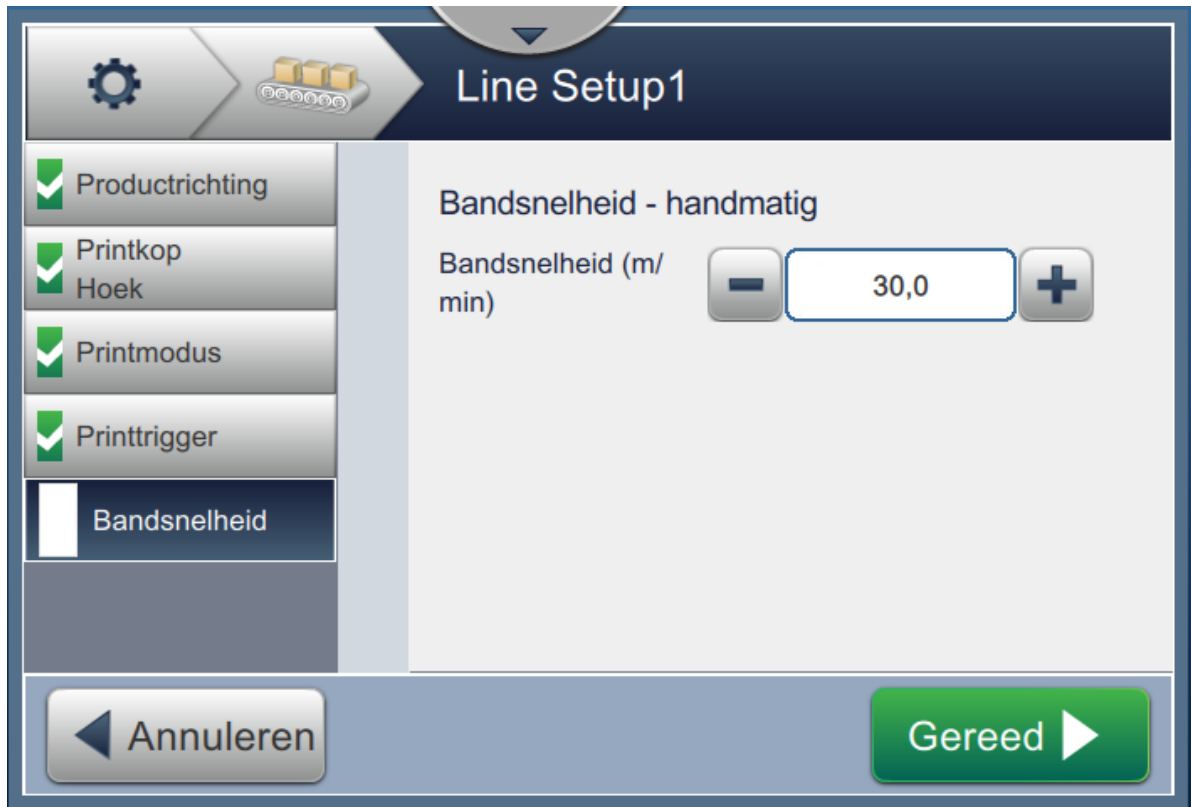 Line Setup1
Productrichting
Printkop
Hoek
Printmodus
Printtrigger
Bandsnelheid
Bandsnelheid - handmatig
Bandsnelheid (m/
min)
30,0
Annuleren
Gereed